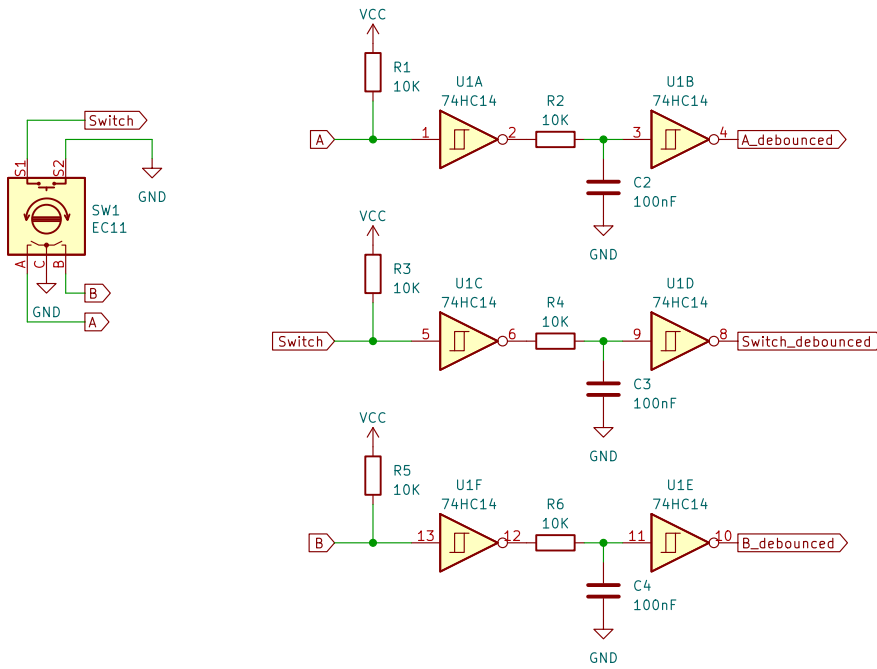 Switch
S1
S2
GND
SW1
EC11
A
C
B
B
GND
A
VCC
R1
10K
A
1
U1A
74HC14
2
R2
10K
3
U1B
74HC14
4
A_debounced
C2
100nF
GND
VCC
R3
10K
Switch
5
U1C
74HC14
6
R4
10K
9
U1D
74HC14
8
Switch_debounced
C3
100nF
GND
VCC
R5
10K
B
13
U1F
74HC14
12
R6
10K
11
U1E
74HC14
10
B_debounced
C4
100nF
GND